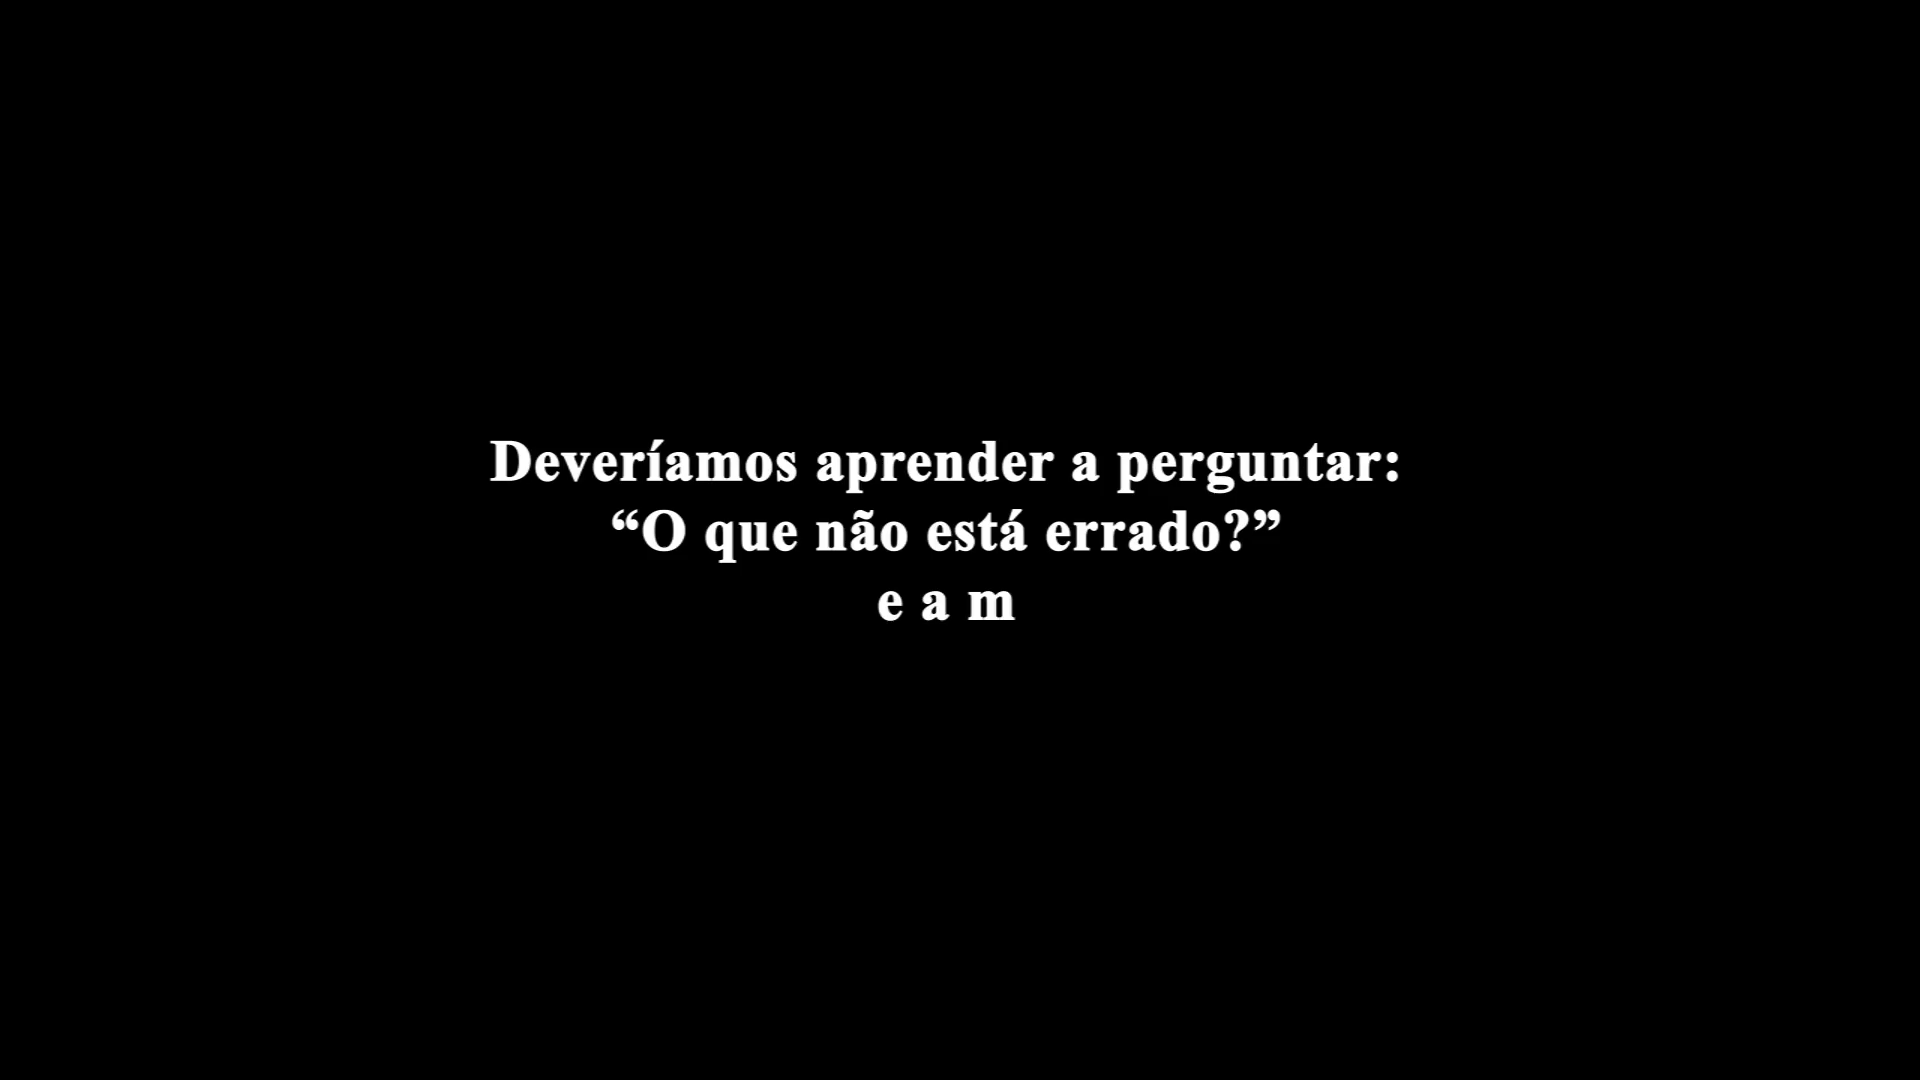 Deveríamos aprender a perguntar:
“O que não está errado?”
e a m